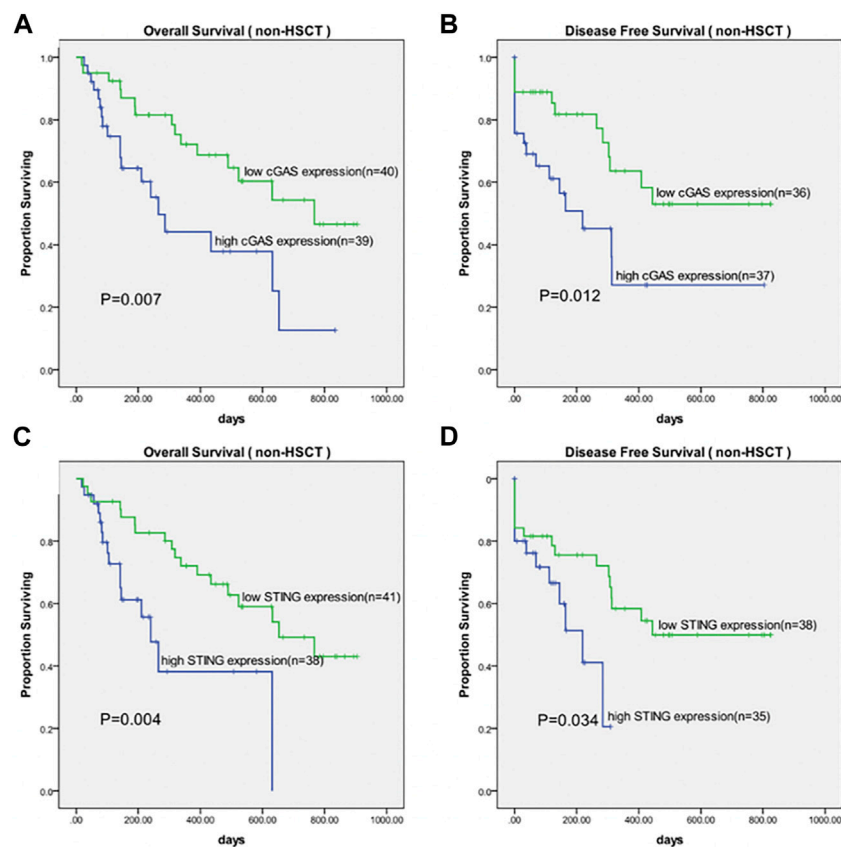 A
Overall Survival ( non-HSCT )
Proportion Surviving
1.0
0.8
0.6
0.4
0.2
0.0
low cGAS expression(n=40)
high cGAS expression(n=39)
P=0.007
.00 200.00 400.00 600.00 800.00 1000.00
days
B
Disease Free Survival ( non-HSCT )
Proportion Surviving
1.0
0.8
0.6
0.4
0.2
0.0
low cGAS expression(n=36)
high cGAS expression(n=37)
P=0.012
.00 200.00 400.00 600.00 800.00 1000.00
days
C
Overall Survival ( non-HSCT )
Proportion Surviving
1.0
0.8
0.6
0.4
0.2
0.0
low STING expression(n=41)
high STING expression(n=38)
P=0.004
.00 200.00 400.00 600.00 800.00 1000.00
days
D
Disease Free Survival ( non-HSCT )
Proportion Surviving
0
0.8
0.6
0.4
0.2
0.0
low STING expression(n=38)
high STING expression(n=35)
P=0.034
.00 200.00 400.00 600.00 800.00 1000.00
days